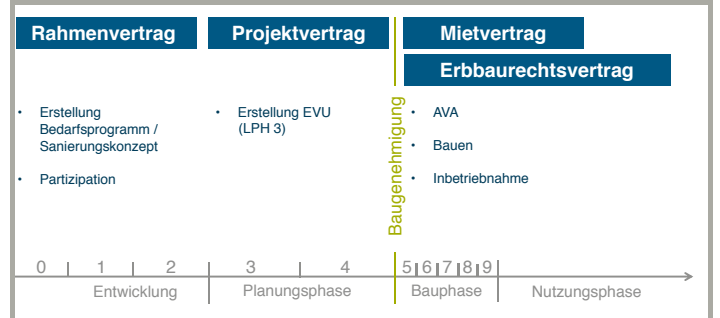 Rahmenvertrag
Projektvertrag
Mietvertrag
Erbbaurechtsvertrag
• Erstellung
Bedarfsprogramm /
Sanierungskonzept
• Partizipation
• Erstellung EVU
(LPH 3)
Baugenehmigung
• AVA
• Bauen
• Inbetriebnahme
0 1 2 3 4 5 6 7 8 9
Entwicklung Planungsphase Bauphase Nutzungsphase